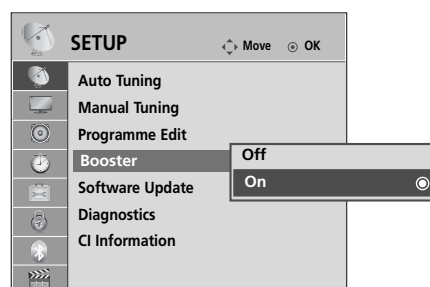 SETUP
Move OK
Auto Tuning
Manual Tuning
Programme Edit
Booster
Off
On
Software Update
Diagnostics
CI Information